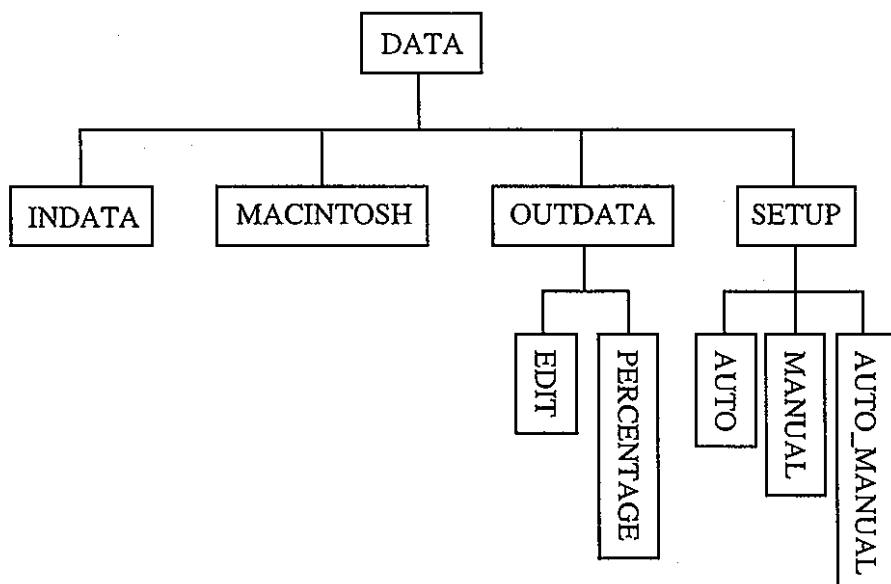 DATA
INDATA
MACINTOSH
OUTDATA
SETUP
EDIT
PERCENTAGE
AUTO
MANUAL
AUTO_MANUAL